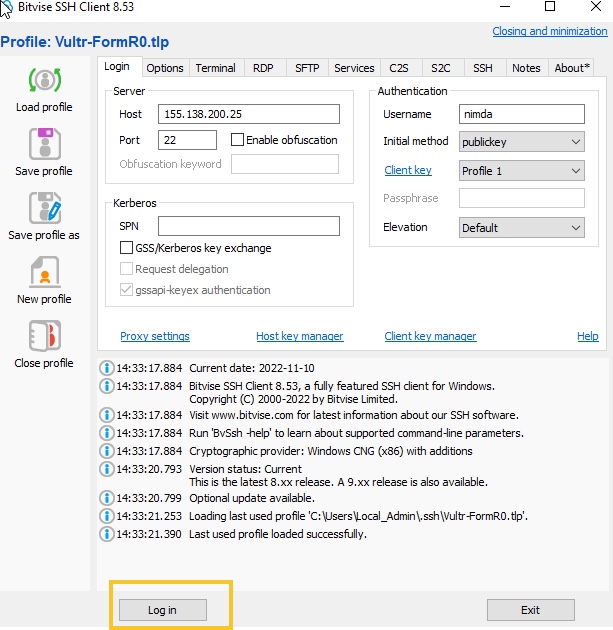 Bitvise SSH Client 8.53
Closing and minimization
Profile: Vultr-FormR0.tlp
Load profile
Save profile
Save profile as
New profile
Close profile
Login Options Terminal RDP SFTP Services C2S S2C SSH Notes About*
Server
Host 155.138.200.25
Port 22 Enable obfuscation
Obfuscation keyword
Kerberos
SPN
GSS/Kerberos key exchange
Request delegation
gssapi-keyex authentication
Authentication
Username nimda
Initial method publickey
Client key Profile 1
Passphrase
Elevation Default
Proxy settings Host key manager Client key manager Help
14:33:17.884 Current date: 2022-11-10
14:33:17.884 Bitvise SSH Client 8.53, a fully featured SSH client for Windows.
Copyright (C) 2000-2022 by Bitvise Limited.
14:33:17.884 Visit www.bitvise.com for latest information about our SSH software.
14:33:17.884 Run 'BvSsh -help' to learn about supported command-line parameters.
14:33:17.884 Cryptographic provider: Windows CNG (x86) with additions
14:33:20.793 Version status: Current
This is the latest 8.xx release. A 9.xx release is also available.
14:33:20.799 Optional update available.
14:33:21.253 Loading last used profile 'C:\Users\Local_Admin\.ssh\Vultr-FormR0.tlp'.
14:33:21.390 Last used profile loaded successfully.
Log in Exit